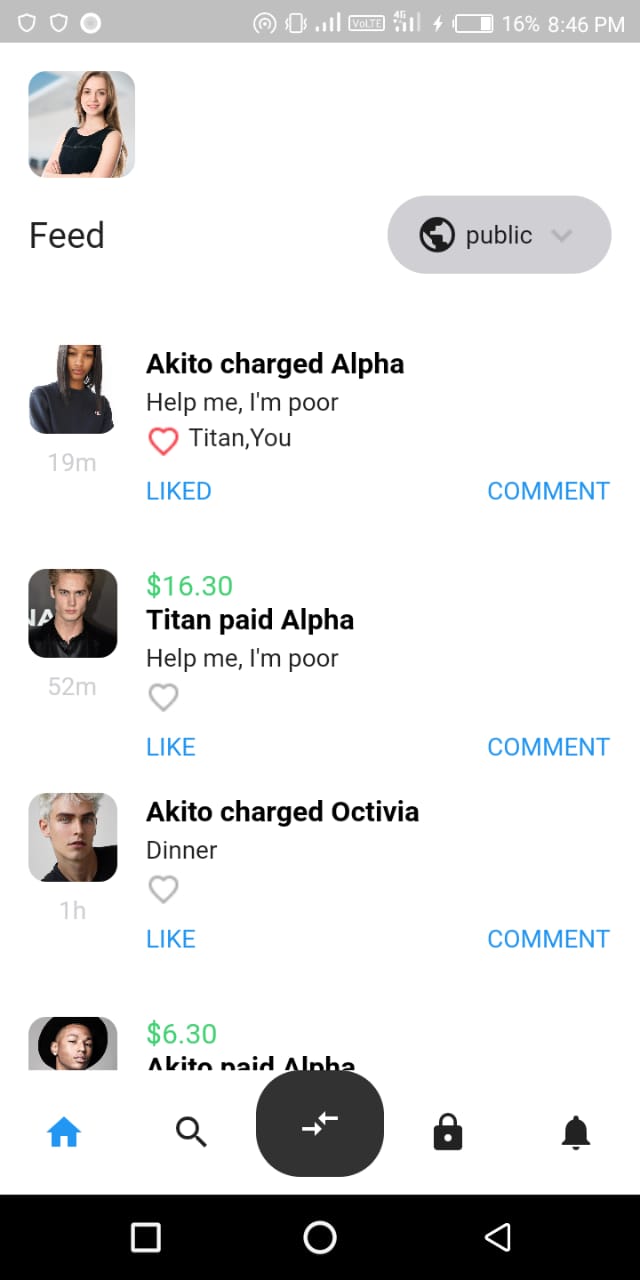 VoLTE 4G 16% 8:46 PM
Feed
public
Akito charged Alpha
Help me, I'm poor
Titan,You
19m
LIKED COMMENT
$16.30
NA
Titan paid Alpha
Help me, I'm poor
52m
LIKE COMMENT
Akito charged Octivia
Dinner
1h
LIKE COMMENT
$6.30
Akito paid Alpha